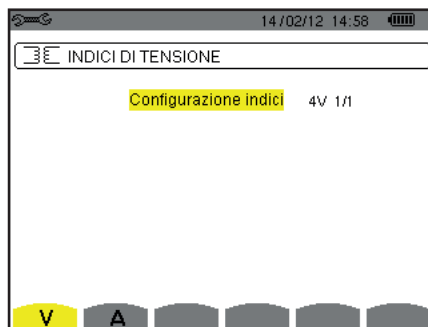 14/02/12 14:58
INDICI DI TENSIONE
Configurazione indici 4V 1/1
V A